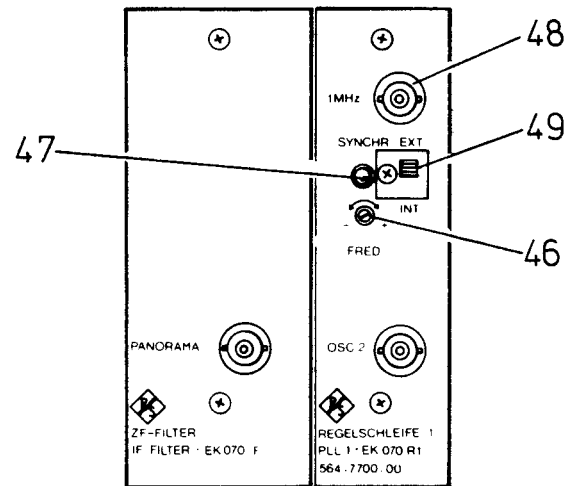 48
1MHz
SYNCHR EXT
49
47
INT
- +
46
FRED
PANORAMA
OSC 2
ZF-FILTER
IF FILTER · EK 070 F
REGELSCHLEIFE 1
PLL 1 · EK 070 R1
564.7700.00